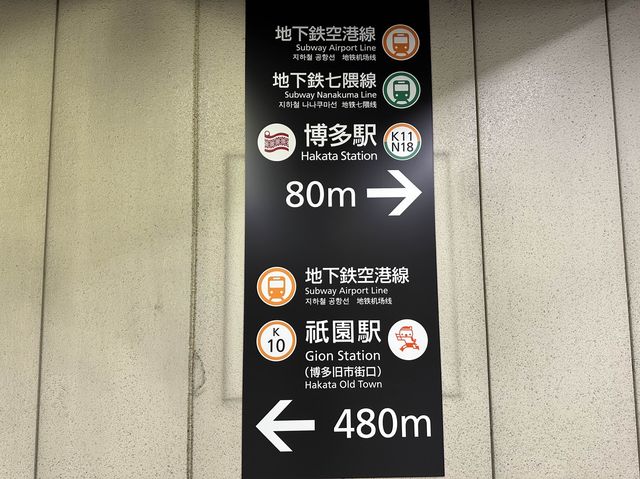 地下鉄空港線
Subway Airport Line
지하철 공항선 地铁机场线
地下鉄七隈線
Subway Nanakuma Line
지하철 나나쿠마선 地铁七隈线
博多駅
Hakata Station
K11
N18
80m
地下鉄空港線
Subway Airport Line
지하철 공항선 地铁机场线
K
10
祇園駅
Gion Station
(博多旧市街口)
Hakata Old Town
480m